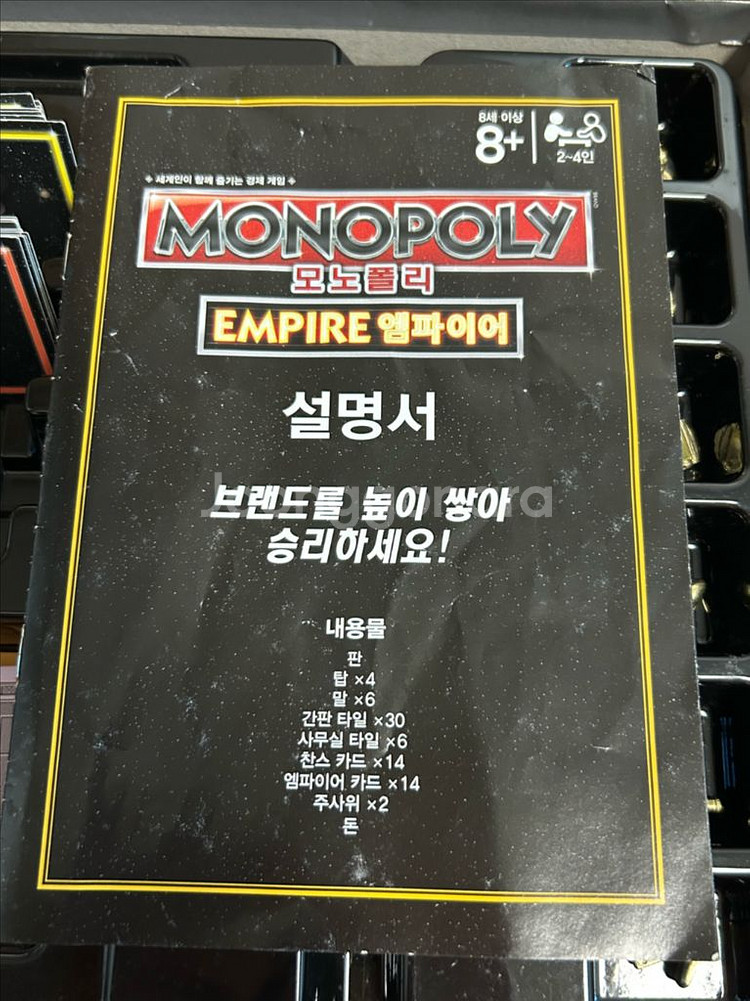 8세 이상
8+
2~4인
✦ 세계인이 함께 즐기는 경제 게임 ✦
MONOPOLY
모노폴리
EMPIRE 엠파이어
설명서
Joonggonara
브랜드를 높이 쌓아
승리하세요!
내용물
판
탑 ×4
말 ×6
간판 타일 ×30
사무실 타일 ×6
찬스 카드 ×14
엠파이어 카드 ×14
주사위 ×2
돈